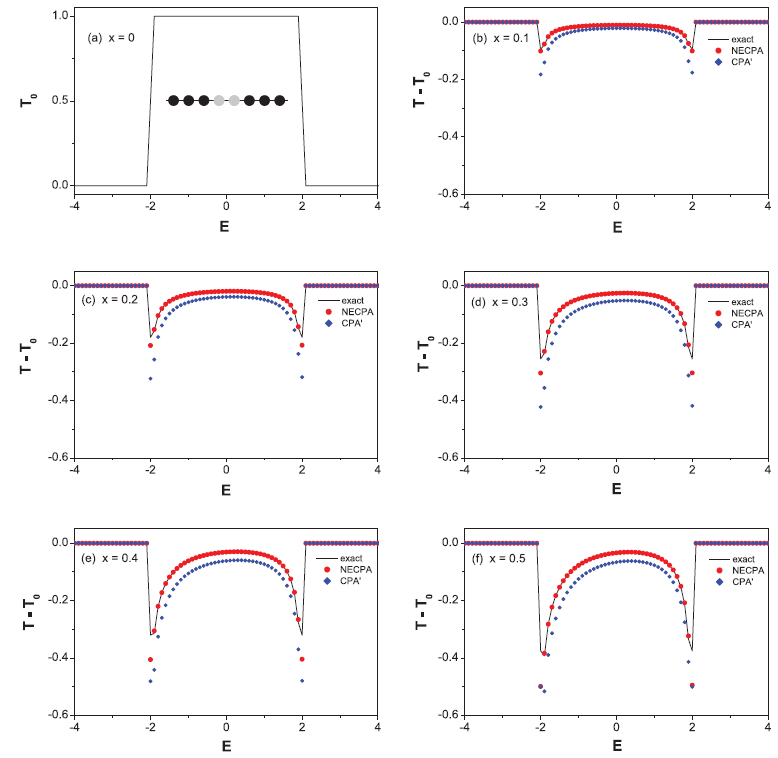 (a) x = 0
1.0
0.5
0.0
T0
-4 -2 0 2 4
E
(b) x = 0.1
exact
NECPA
CPA'
0.0
-0.2
-0.4
-0.6
T - T0
-4 -2 0 2 4
E
(c) x = 0.2
exact
NECPA
CPA'
0.0
-0.2
-0.4
-0.6
T - T0
-4 -2 0 2 4
E
(d) x = 0.3
exact
NECPA
CPA'
0.0
-0.2
-0.4
-0.6
T - T0
-4 -2 0 2 4
E
(e) x = 0.4
exact
NECPA
CPA'
0.0
-0.2
-0.4
-0.6
T - T0
-4 -2 0 2 4
E
(f) x = 0.5
exact
NECPA
CPA'
0.0
-0.2
-0.4
-0.6
T - T0
-4 -2 0 2 4
E